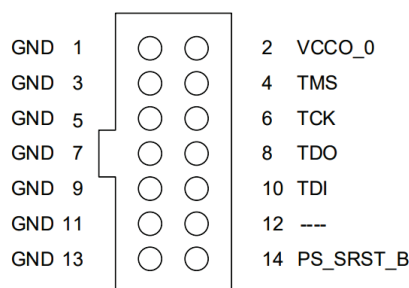 GND 1 2 VCCO_0
GND 3 4 TMS
GND 5 6 TCK
GND 7 8 TDO
GND 9 10 TDI
GND 11 12 ----
GND 13 14 PS_SRST_B